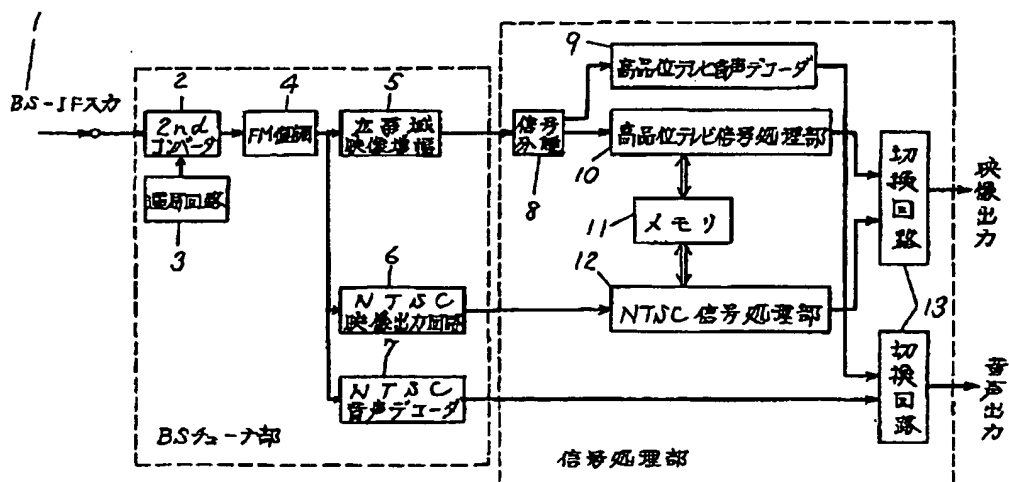 1
BS-IF入力
2
2nd
コンバータ
3
選局回路
4
FM復調
5
広帯域
映像増幅
6
NTSC
映像出力回路
7
NTSC
音声デコーダ
BSチューナ部
8
信号
分離
9
高品位テレビ音声デコーダ
10
高品位テレビ信号処理部
11
メモリ
12
NTSC信号処理部
13
切換回路
切換回路
映像出力
音声出力
信号処理部